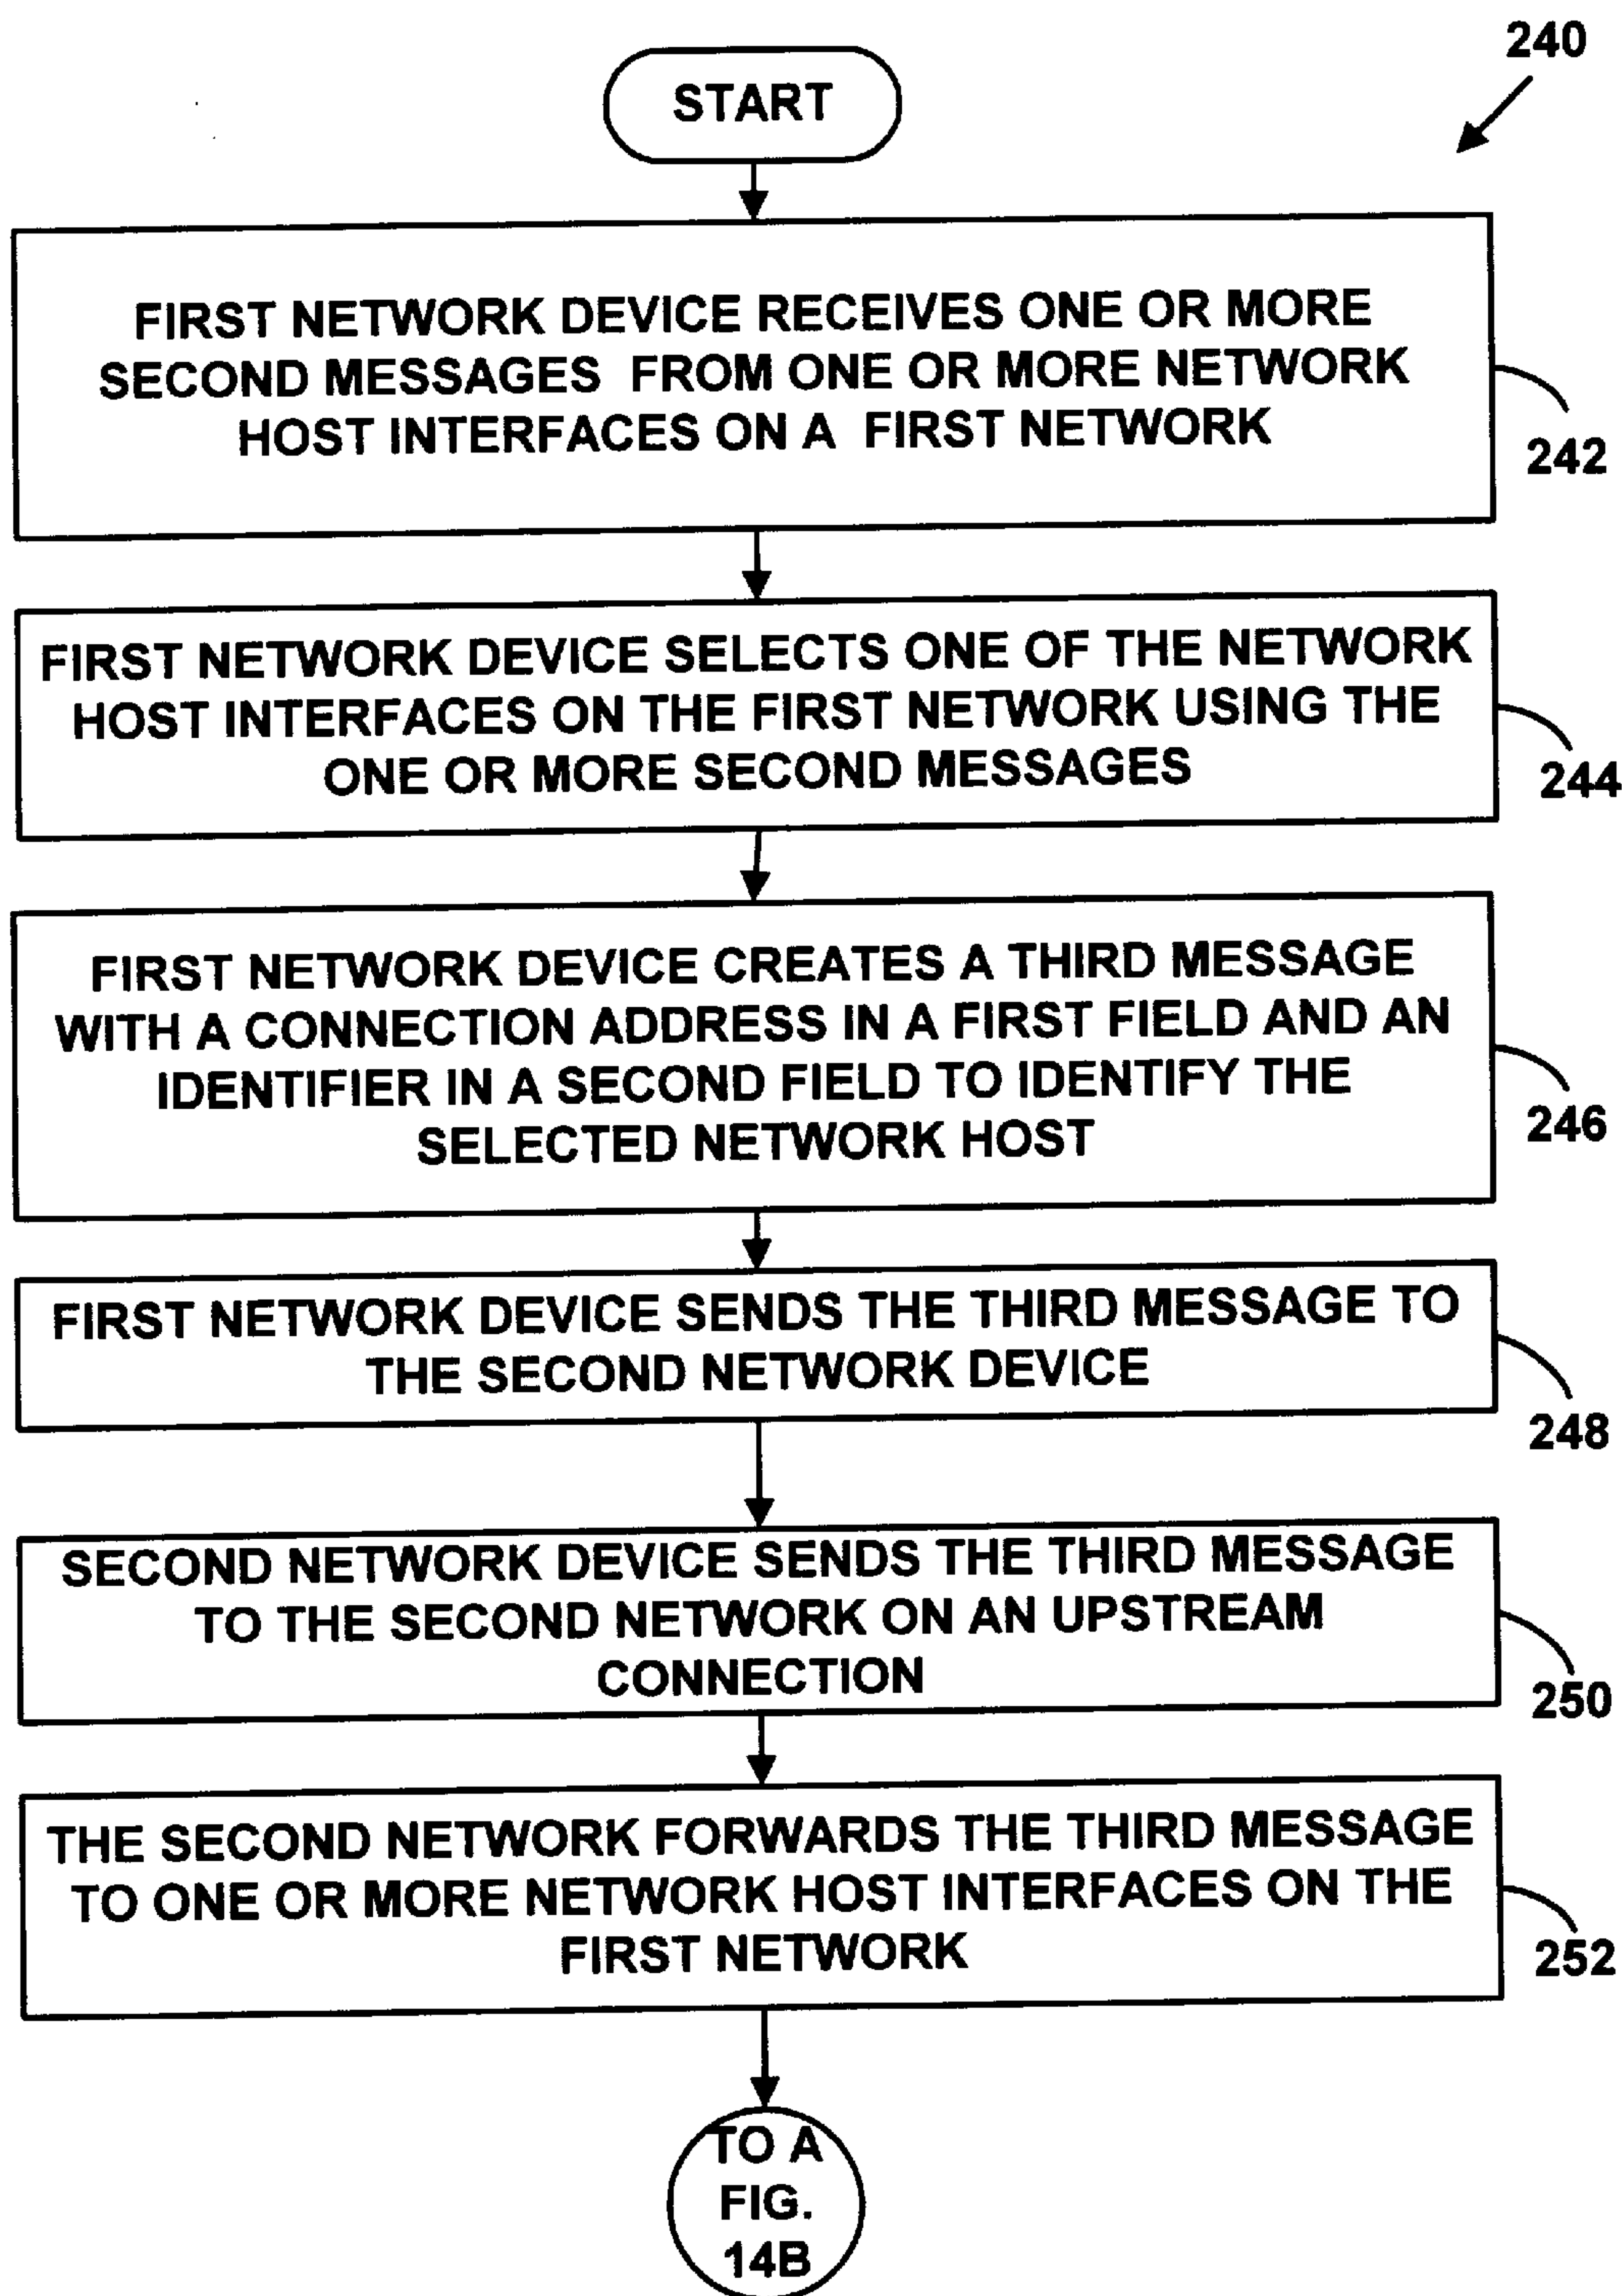 240
START
FIRST NETWORK DEVICE RECEIVES ONE OR MORE
SECOND MESSAGES FROM ONE OR MORE NETWORK
HOST INTERFACES ON A FIRST NETWORK
242
FIRST NETWORK DEVICE SELECTS ONE OF THE NETWORK
HOST INTERFACES ON THE FIRST NETWORK USING THE
ONE OR MORE SECOND MESSAGES
244
FIRST NETWORK DEVICE CREATES A THIRD MESSAGE
WITH A CONNECTION ADDRESS IN A FIRST FIELD AND AN
IDENTIFIER IN A SECOND FIELD TO IDENTIFY THE
SELECTED NETWORK HOST
246
FIRST NETWORK DEVICE SENDS THE THIRD MESSAGE TO
THE SECOND NETWORK DEVICE
248
SECOND NETWORK DEVICE SENDS THE THIRD MESSAGE
TO THE SECOND NETWORK ON AN UPSTREAM
CONNECTION
250
THE SECOND NETWORK FORWARDS THE THIRD MESSAGE
TO ONE OR MORE NETWORK HOST INTERFACES ON THE
FIRST NETWORK
252
TO A
FIG.
14B